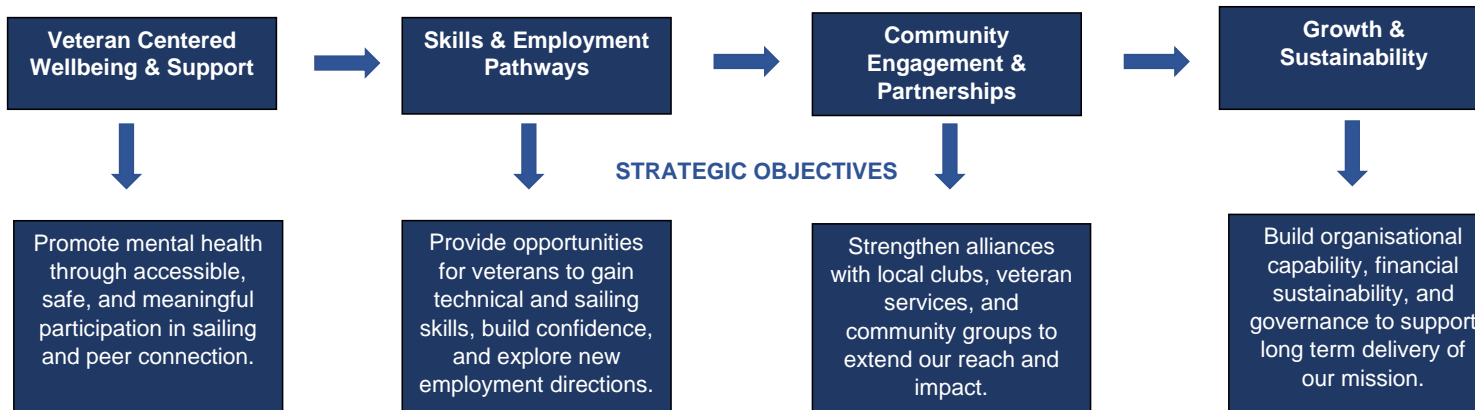 Veteran Centered
Wellbeing & Support
Skills & Employment
Pathways
Community
Engagement &
Partnerships
Growth &
Sustainability
STRATEGIC OBJECTIVES
Promote mental health
through accessible,
safe, and meaningful
participation in sailing
and peer connection.
Provide opportunities
for veterans to gain
technical and sailing
skills, build confidence,
and explore new
employment directions.
Strengthen alliances
with local clubs, veteran
services, and
community groups to
extend our reach and
impact.
Build organisational
capability, financial
sustainability, and
governance to support
long term delivery of
our mission.